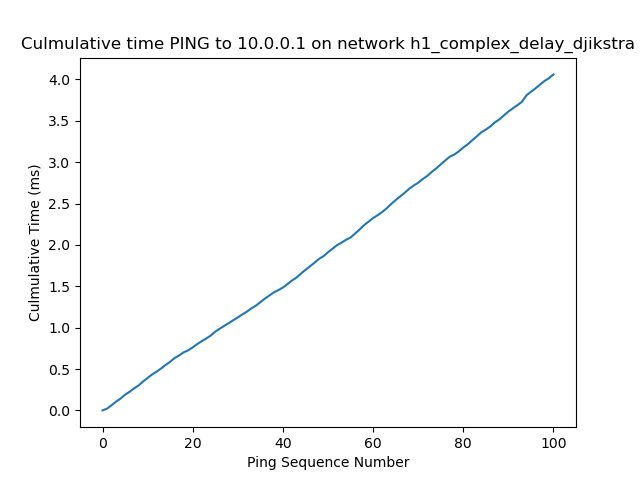 Culmulative time PING to 10.0.0.1 on network h1_complex_delay_djikstra
4.0
3.5
3.0
2.5
2.0
1.5
1.0
0.5
0.0
Culmulative Time (ms)
0 20 40 60 80 100
Ping Sequence Number